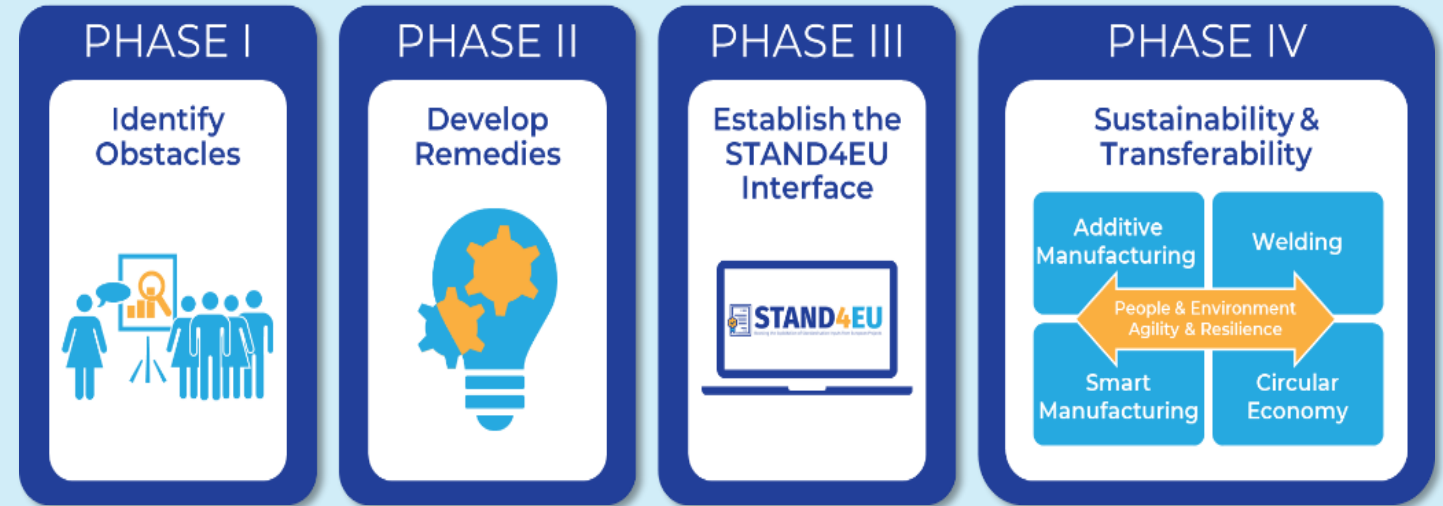 PHASE I
Identify
Obstacles
PHASE II
Develop
Remedies
PHASE III
Establish the
STAND4EU
Interface
STAND4EU
PHASE IV
Sustainability &
Transferability
Additive
Manufacturing
Welding
People & Environment
Agility & Resilience
Smart
Manufacturing
Circular
Economy